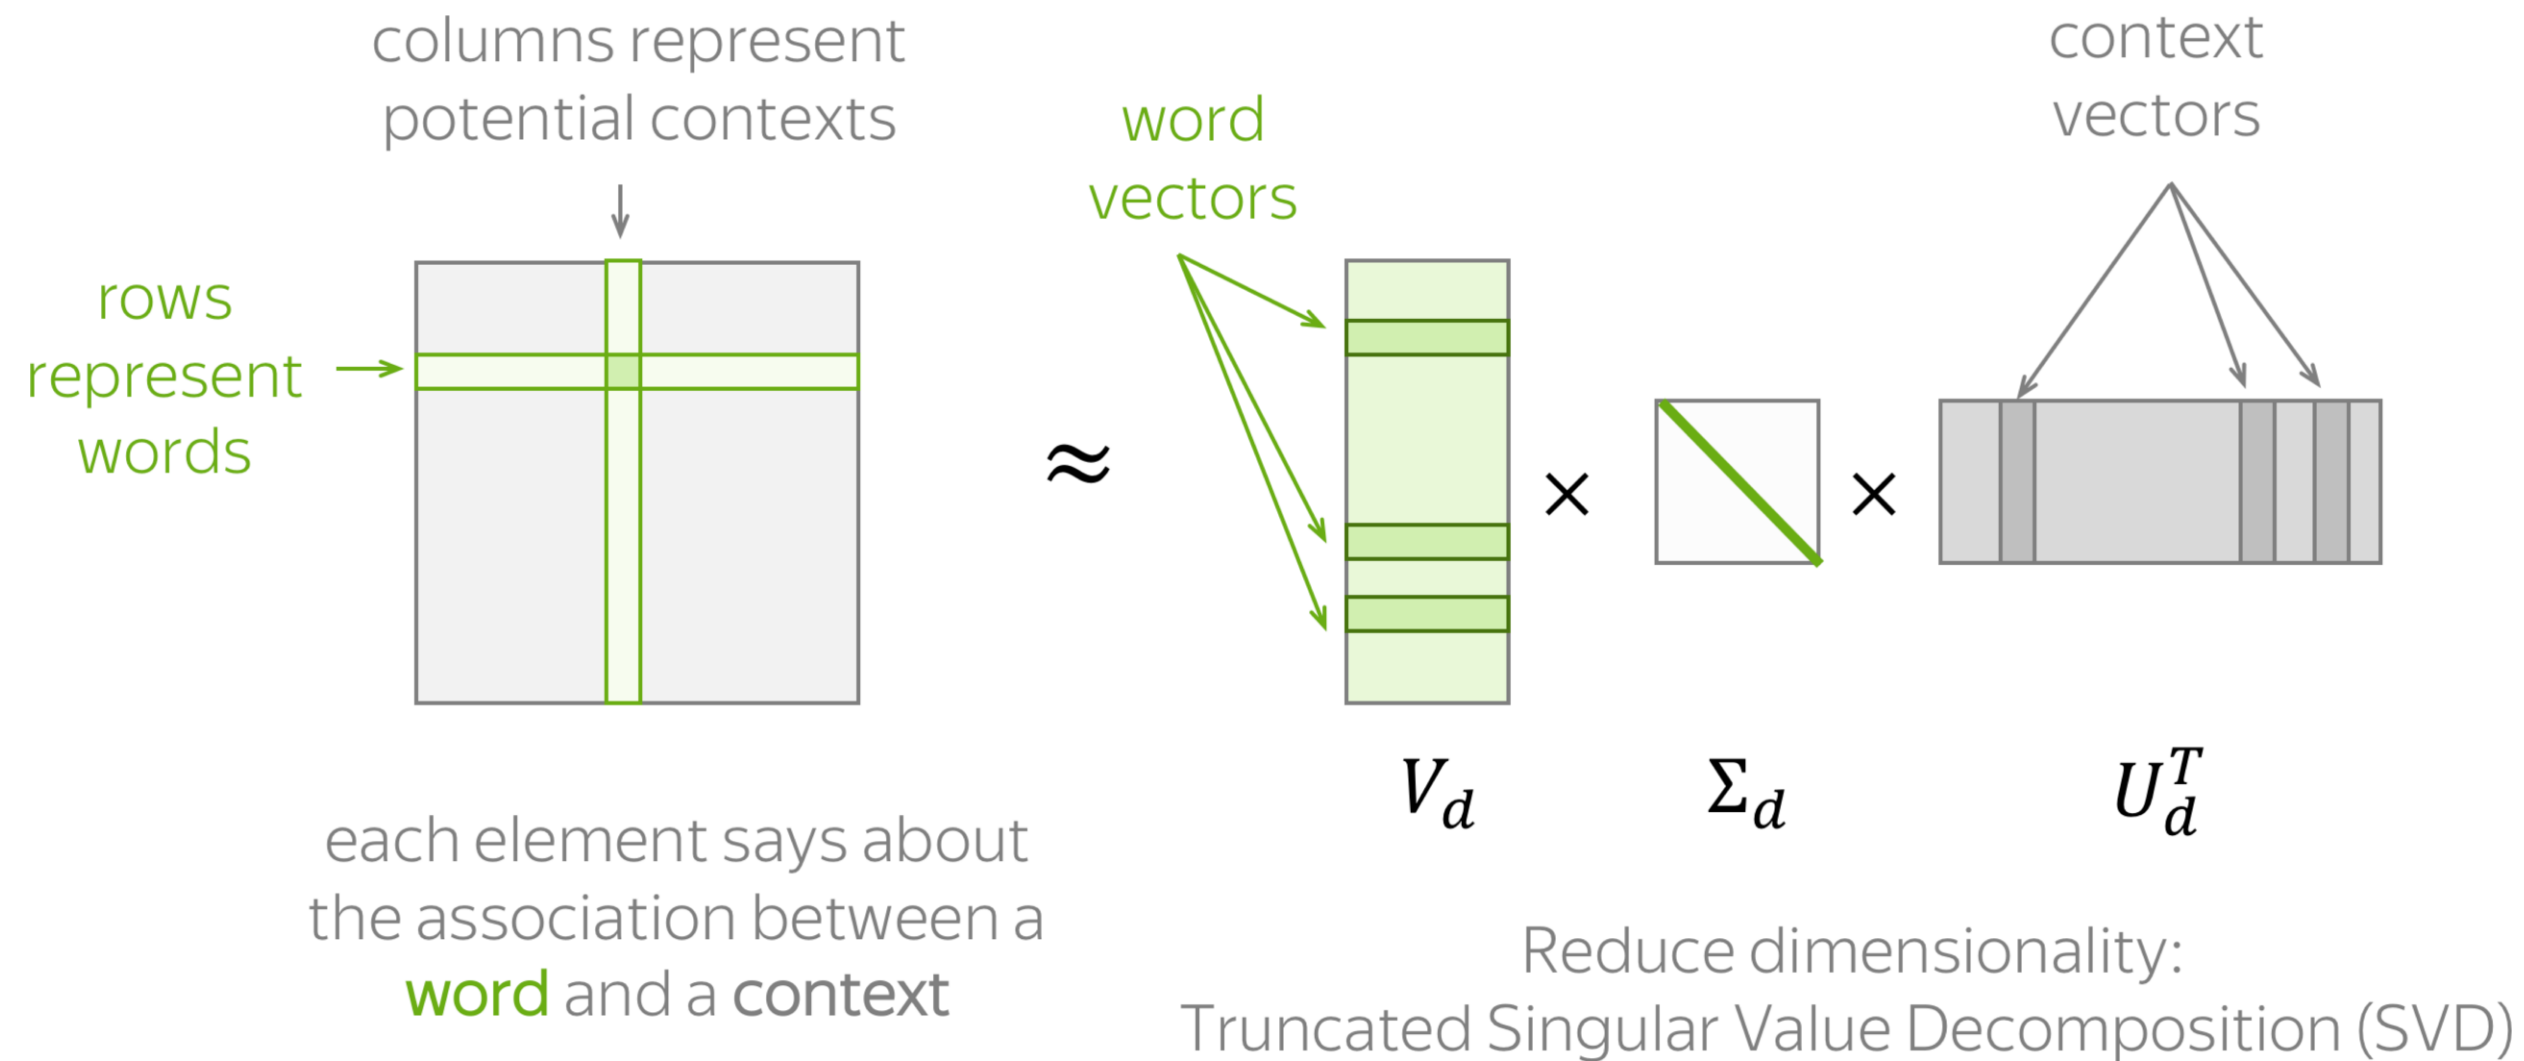 columns represent
potential contexts
rows
represent
words
each element says about
the association between a
word and a context
≈
word
vectors
context
vectors
× ×
V_d Σ_d U_d^T
Reduce dimensionality:
Truncated Singular Value Decomposition (SVD)